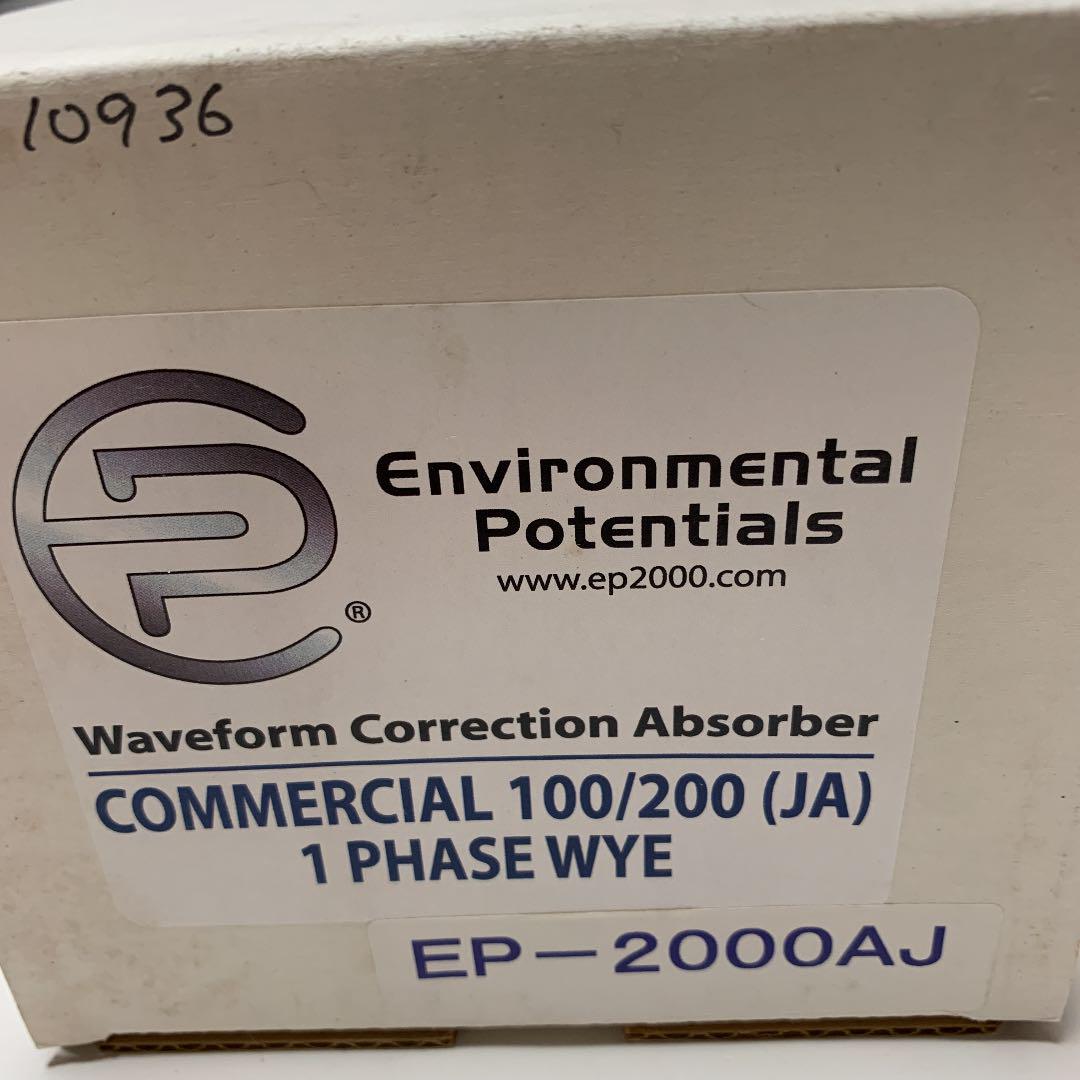 10936
Environmental
Potentials
www.ep2000.com
®
Waveform Correction Absorber
COMMERCIAL 100/200 (JA)
1 PHASE WYE
EP-2000AJ